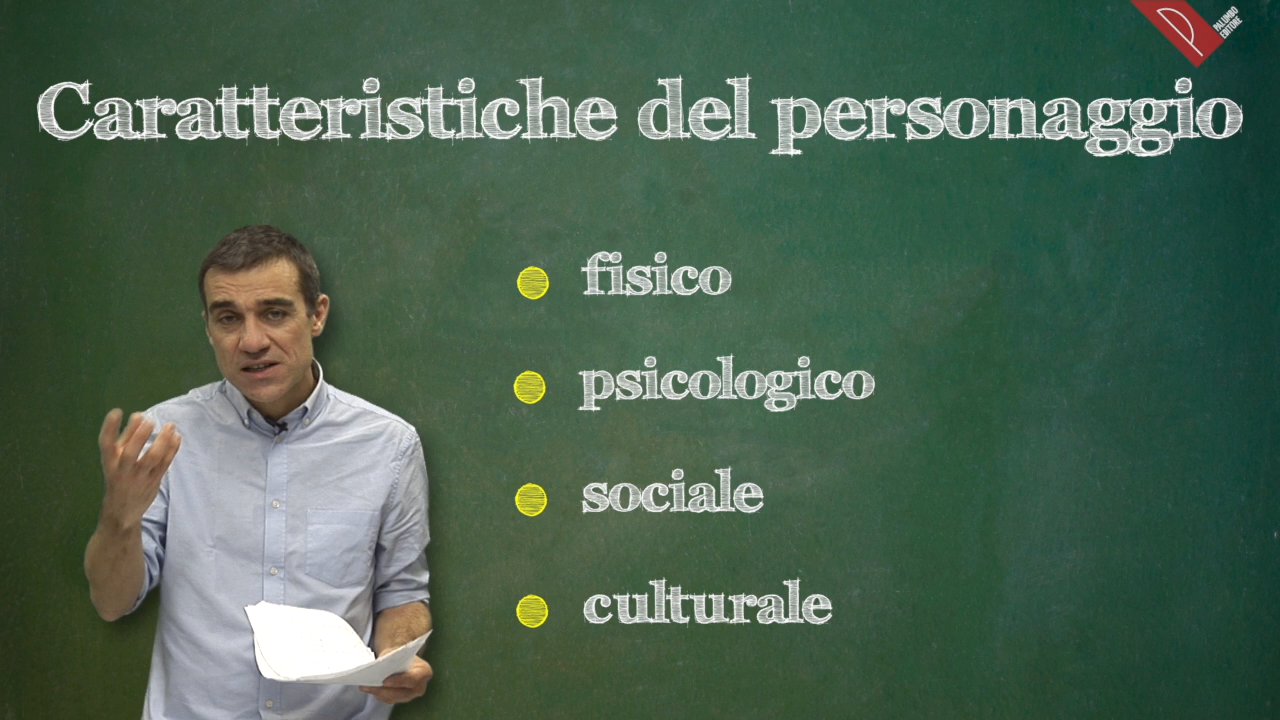 PALUMBO
EDITORE
Caratteristiche del personaggio
fisico
psicologico
sociale
culturale